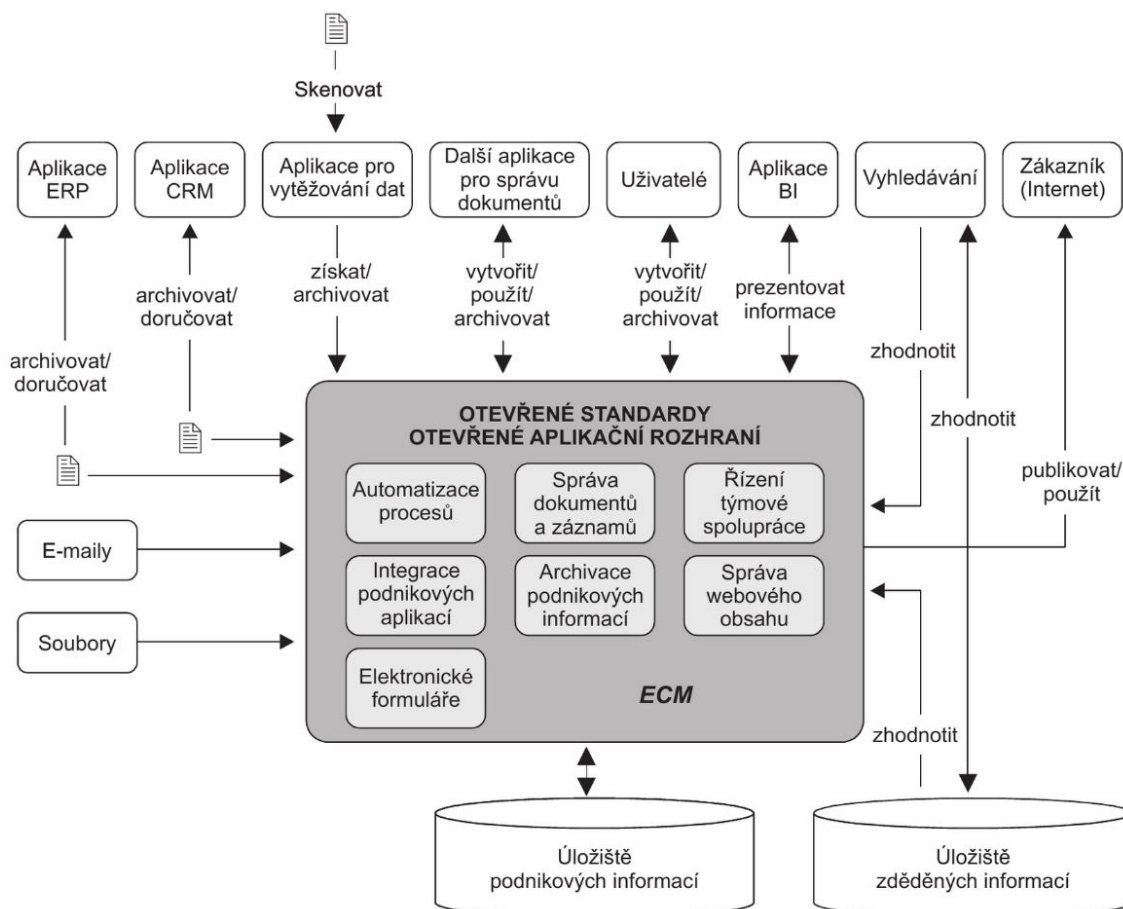 Skenovat
Aplikace
ERP
Aplikace
CRM
Aplikace pro
vytěžování dat
Další aplikace
pro správu
dokumentů
Uživatelé
Aplikace
BI
Vyhledávání
Zákazník
(Internet)
archivovat/
doručovat
archivovat/
doručovat
získat/
archivovat
vytvořit/
použít/
archivovat
vytvořit/
použít/
archivovat
prezentovat
informace
zhodnotit
zhodnotit
publikovat/
použít
OTEVŘENÉ STANDARDY
OTEVŘENÉ APLIKAČNÍ ROZHRANÍ
Automatizace
procesů
Správa
dokumentů
a záznamů
Řízení
týmové
spolupráce
E-maily
Integrace
podnikových
aplikací
Archivace
podnikových
informací
Správa
webového
obsahu
Soubory
Elektronické
formuláře
ECM
zhodnotit
Úložiště
podnikových informací
Úložiště
zděděných informací